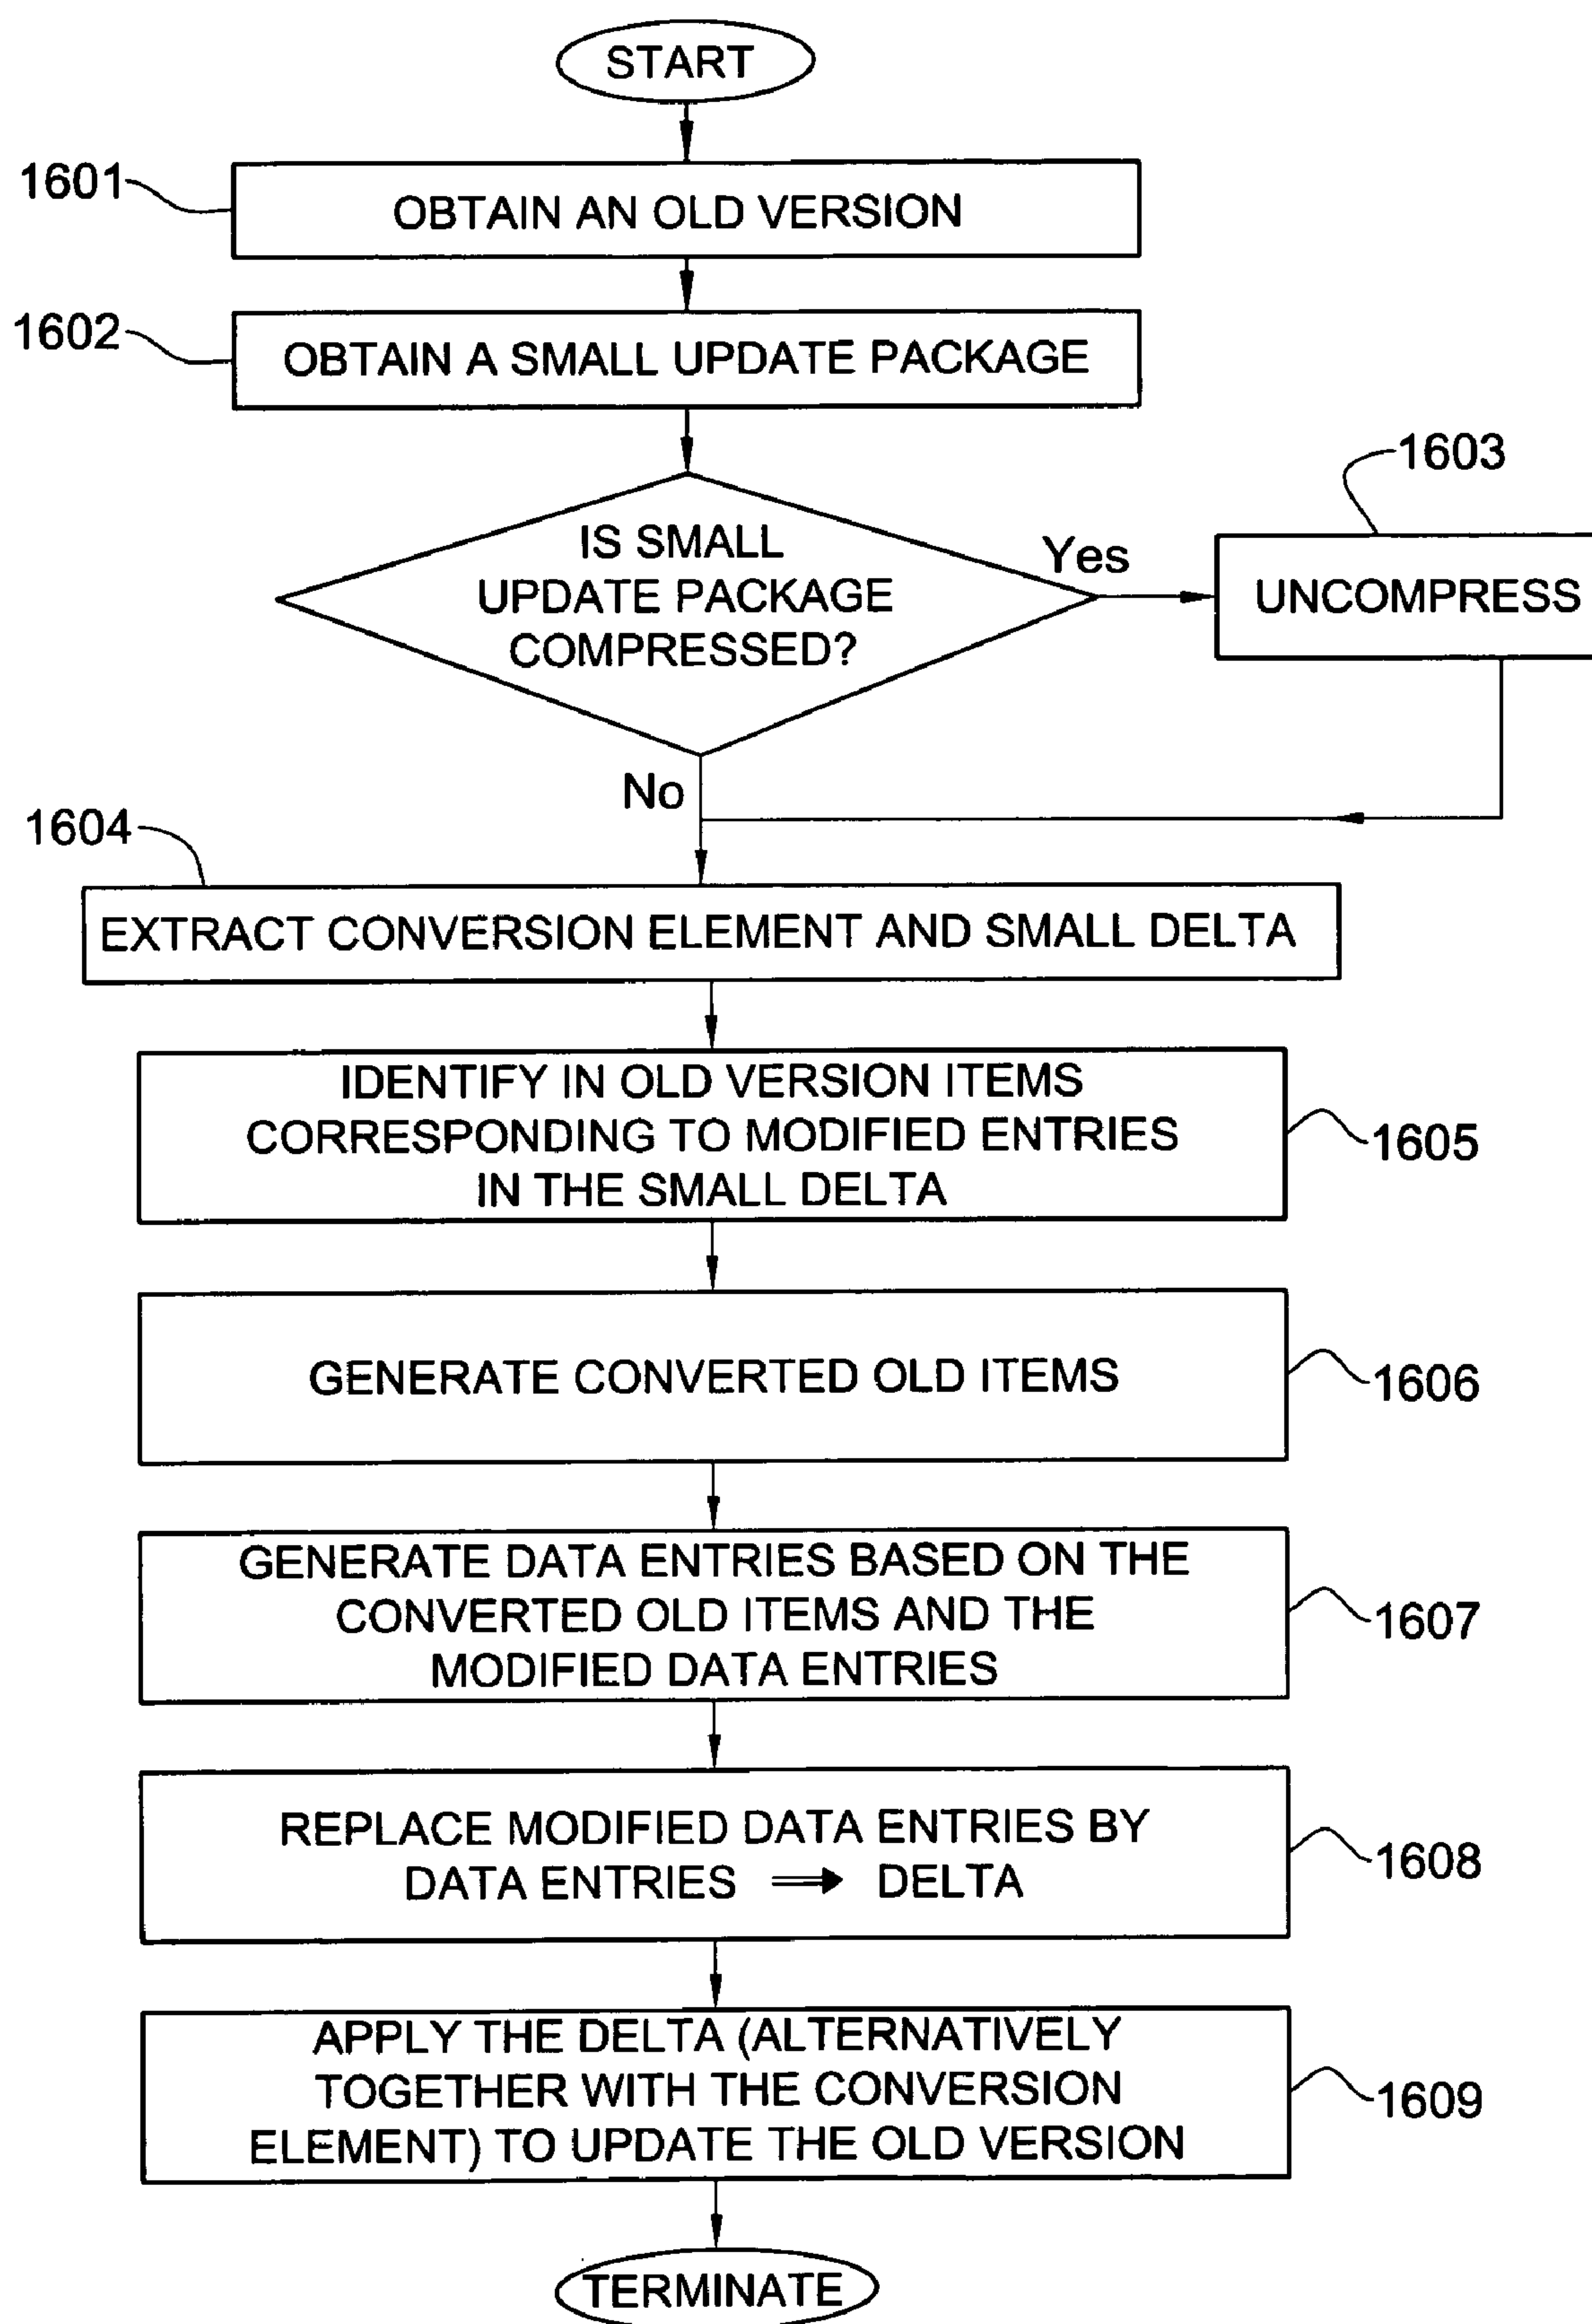 START
1601
OBTAIN AN OLD VERSION
1602
OBTAIN A SMALL UPDATE PACKAGE
1603
IS SMALL
UPDATE PACKAGE
COMPRESSED?
Yes
UNCOMPRESS
No
1604
EXTRACT CONVERSION ELEMENT AND SMALL DELTA
IDENTIFY IN OLD VERSION ITEMS
CORRESPONDING TO MODIFIED ENTRIES
IN THE SMALL DELTA
1605
GENERATE CONVERTED OLD ITEMS
1606
GENERATE DATA ENTRIES BASED ON THE
CONVERTED OLD ITEMS AND THE
MODIFIED DATA ENTRIES
1607
REPLACE MODIFIED DATA ENTRIES BY
DATA ENTRIES ⇒ DELTA
1608
APPLY THE DELTA (ALTERNATIVELY
TOGETHER WITH THE CONVERSION
ELEMENT) TO UPDATE THE OLD VERSION
1609
TERMINATE